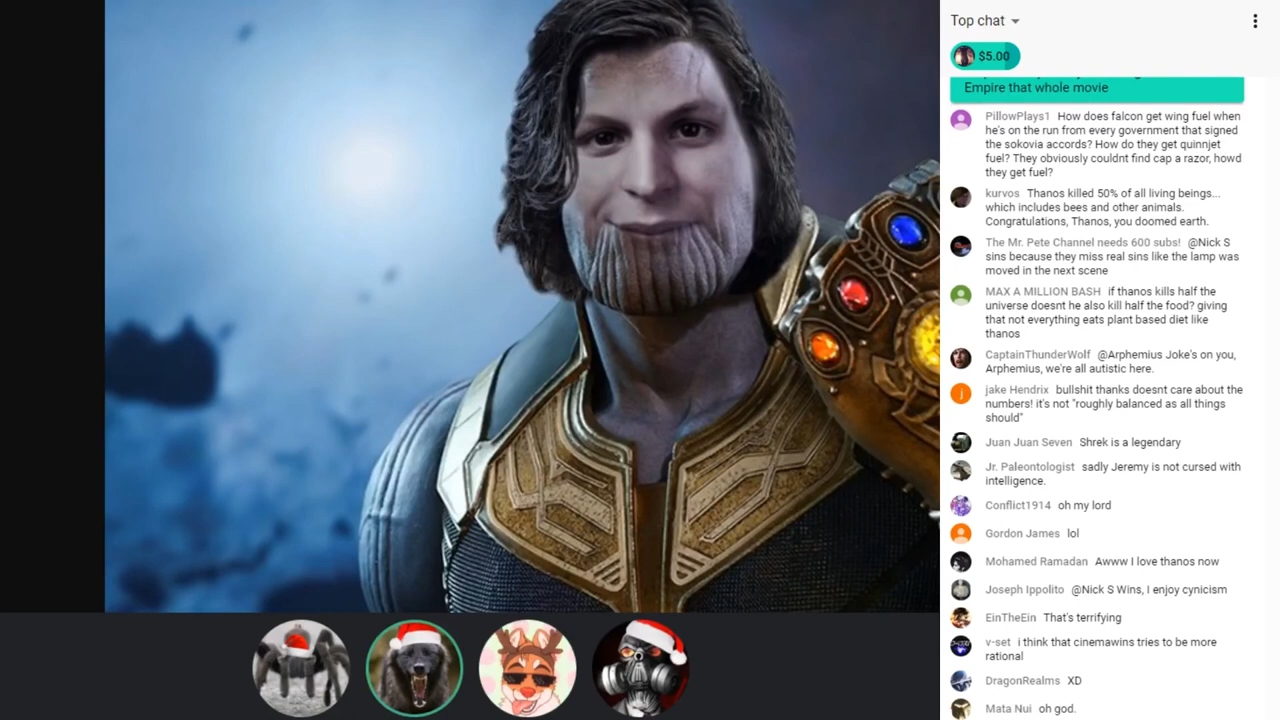 Top chat
$5.00
Empire that whole movie
PillowPlays1 How does falcon get wing fuel when
he's on the run from every government that signed
the sokovia accords? How do they get quinnjet
fuel? They obviously couldnt find cap a razor, howd
they get fuel?
kurvos Thanos killed 50% of all living beings...
which includes bees and other animals.
Congratulations, Thanos, you doomed earth.
The Mr. Pete Channel needs 600 subs! @Nick S
sins because they miss real sins like the lamp was
moved in the next scene
MAX A MILLION BASH if thanos kills half the
universe doesnt he also kill half the food? giving
that not everything eats plant based diet like
thanos
CaptainThunderWolf @Arphemius Joke's on you,
Arphemius, we're all autistic here.
j
jake Hendrix bullshit thanks doesnt care about the
numbers! it's not "roughly balanced as all things
should"
Juan Juan Seven Shrek is a legendary
Jr. Paleontologist sadly Jeremy is not cursed with
intelligence.
Conflict1914 oh my lord
Gordon James lol
Mohamed Ramadan Awww I love thanos now
Joseph Ippolito @Nick S Wins, I enjoy cynicism
EinTheEin That's terrifying
v-set i think that cinemawins tries to be more
rational
DragonRealms XD
Mata Nui oh god.